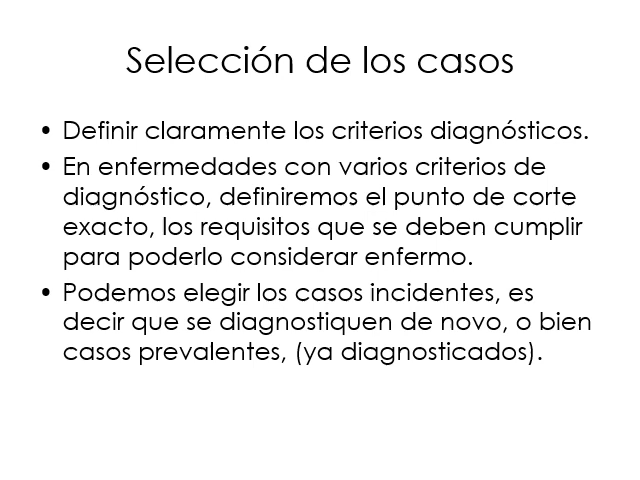 Selección de los casos
• Definir claramente los criterios diagnósticos.
• En enfermedades con varios criterios de
diagnóstico, definiremos el punto de corte
exacto, los requisitos que se deben cumplir
para poderlo considerar enfermo.
• Podemos elegir los casos incidentes, es
decir que se diagnostiquen de novo, o bien
casos prevalentes, (ya diagnosticados).